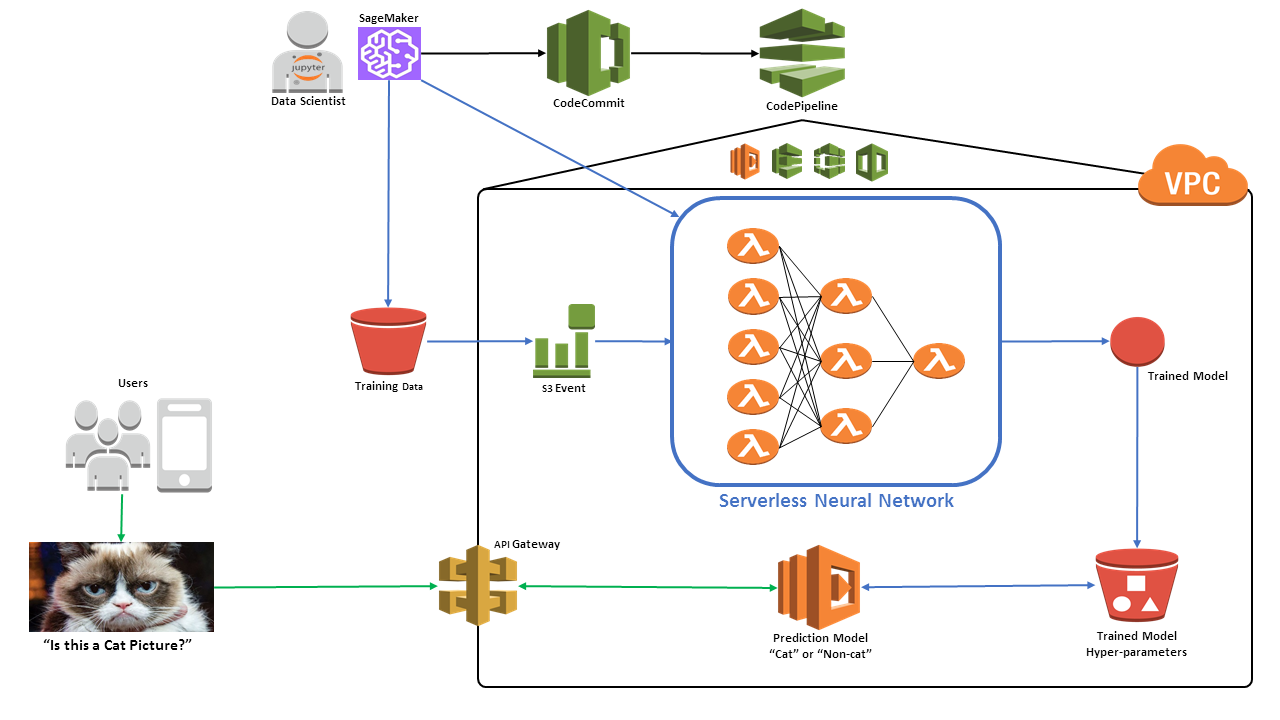 SageMaker
jupyter
Data Scientist
CodeCommit
CodePipeline
VPC
Training Data
S3 Event
Trained Model
Serverless Neural Network
Users
API Gateway
“Is this a Cat Picture?”
Prediction Model
“Cat” or “Non-cat”
Trained Model
Hyper-parameters